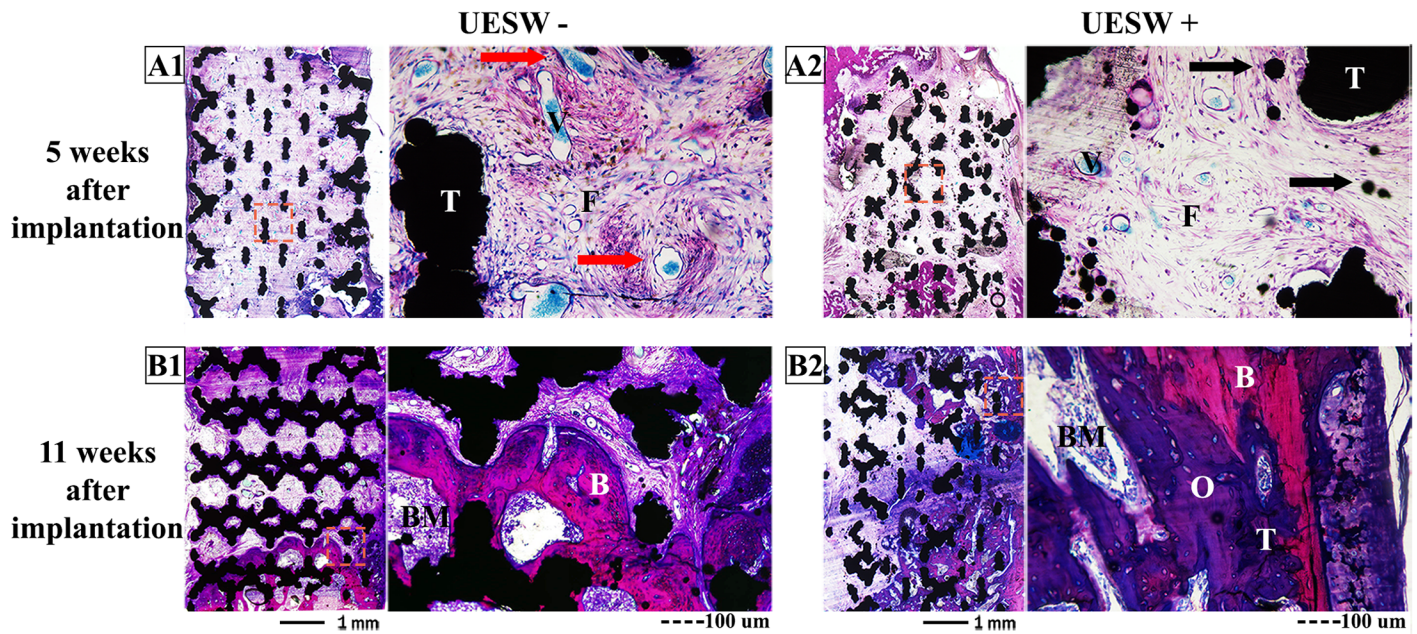 UESW -
UESW +
A1
V
T
F
A2
T
V
F
5 weeks
after
implantation
B1
B
BM
B2
B
BM
O
T
11 weeks
after
implantation
1 mm
100 um
1 mm
100 um